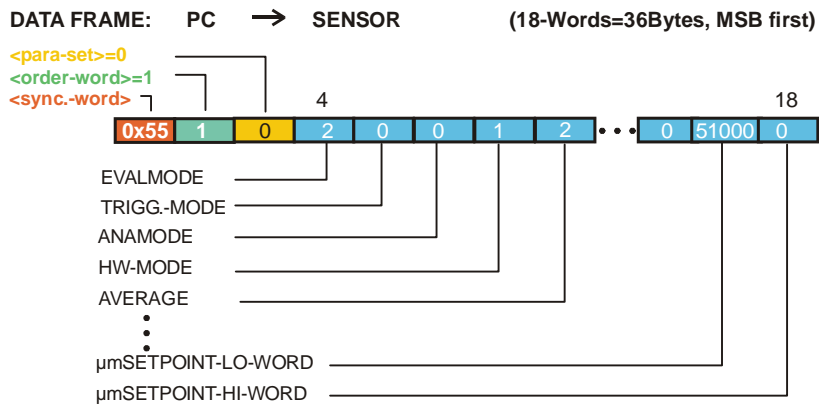 DATA FRAME: PC → SENSOR (18-Words=36Bytes, MSB first)
<para-set>=0
<order-word>=1
<sync.-word> 4 18
0x55 1 0 2 0 0 1 2 ••• 0 51000 0
EVALMODE
TRIGG.-MODE
ANAMODE
HW-MODE
AVERAGE
µmSETPOINT-LO-WORD
µmSETPOINT-HI-WORD